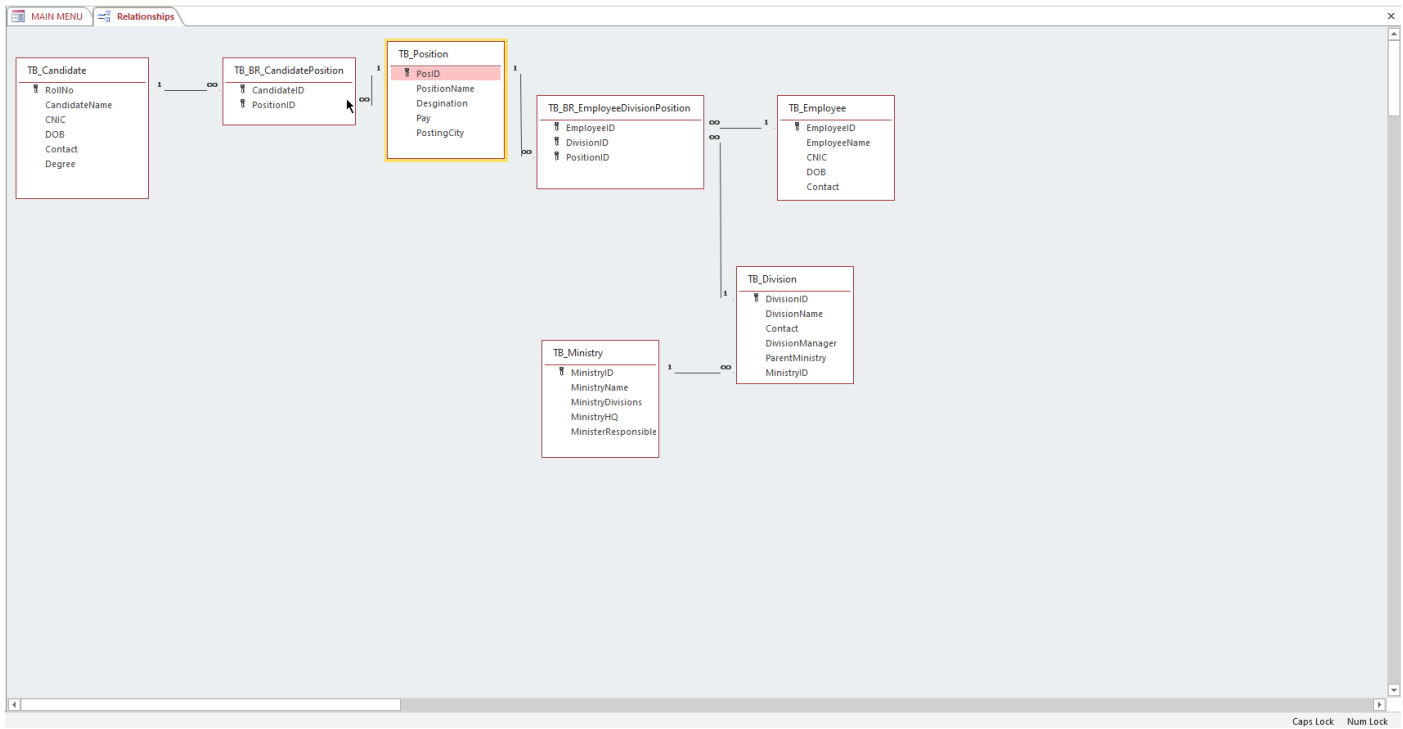 MAIN MENU
Relationships
TB_Candidate
RollNo
CandidateName
CNIC
DOB
Contact
Degree
1
∞
TB_BR_CandidatePosition
CandidateID
PositionID
∞
1
TB_Position
PosID
PositionName
Desgination
Pay
PostingCity
1
∞
TB_BR_EmployeeDivisionPosition
EmployeeID
DivisionID
PositionID
∞
1
∞
1
TB_Employee
EmployeeID
EmployeeName
CNIC
DOB
Contact
TB_Division
DivisionID
DivisionName
Contact
DivisionManager
ParentMinistry
MinistryID
TB_Ministry
MinistryID
MinistryName
MinistryDivisions
MinistryHQ
MinisterResponsible
1
∞
Caps Lock
Num Lock